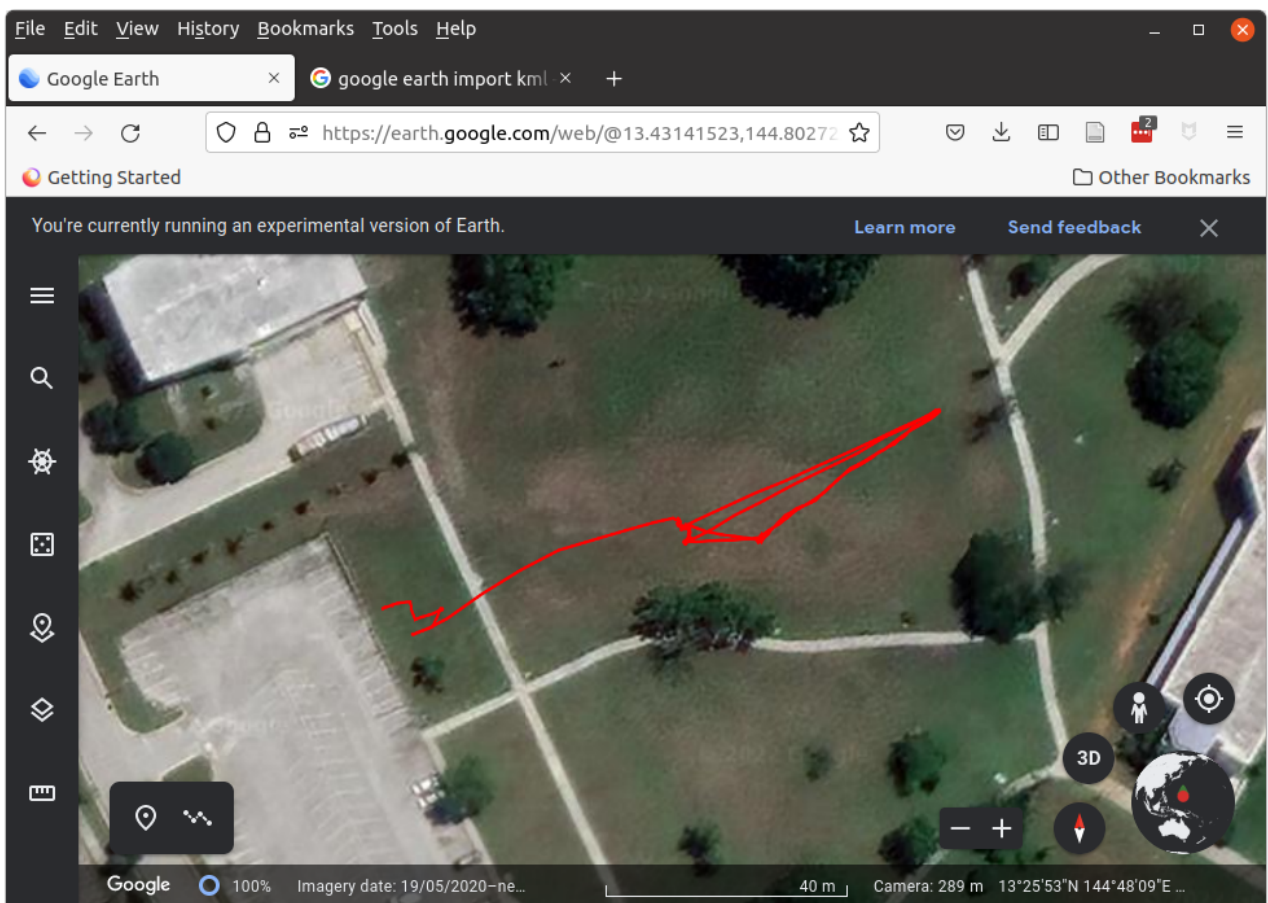 File Edit View History Bookmarks Tools Help
Google Earth
google earth import kml
https://earth.google.com/web/@13.43141523,144.80272
2
Getting Started
Other Bookmarks
You're currently running an experimental version of Earth.
Learn more
Send feedback
3D
Google
100%
Imagery date: 19/05/2020–ne...
40 m
Camera: 289 m
13°25'53"N 144°48'09"E ...